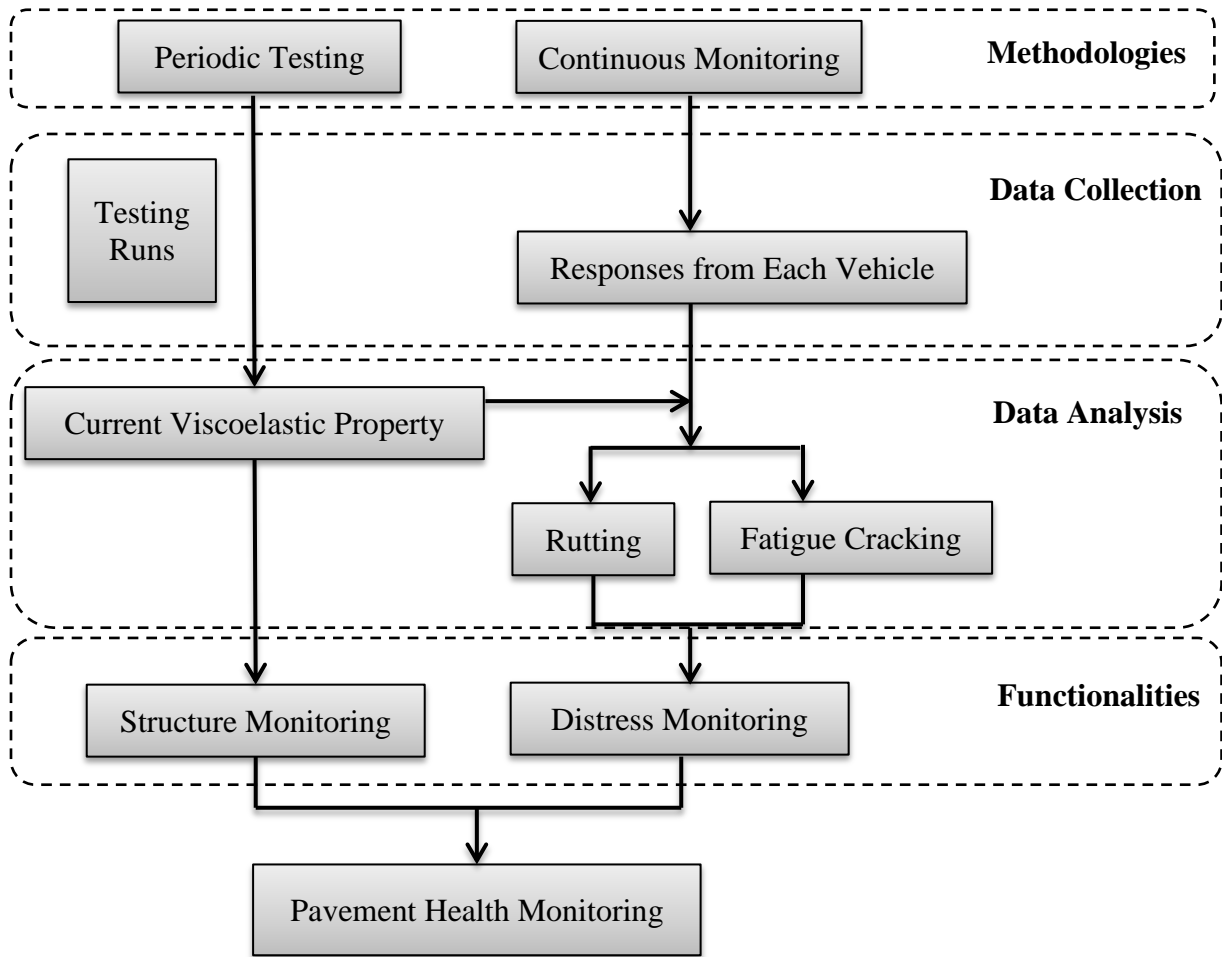 Periodic Testing
Continuous Monitoring
Methodologies
Testing
Runs
Data Collection
Responses from Each Vehicle
Current Viscoelastic Property
Data Analysis
Rutting
Fatigue Cracking
Structure Monitoring
Distress Monitoring
Functionalities
Pavement Health Monitoring